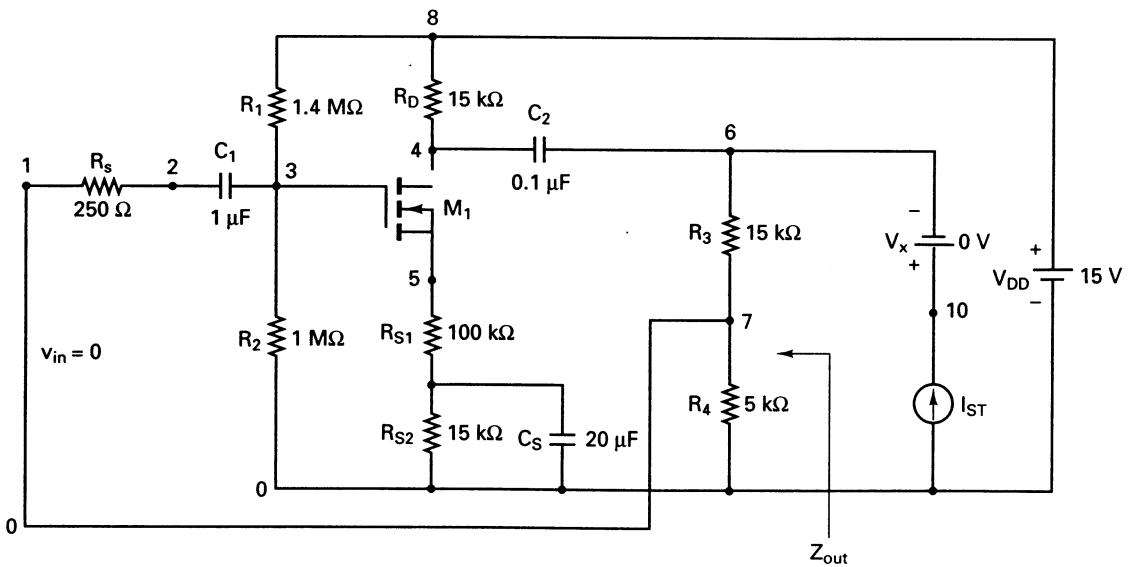 8
R1 1.4 MΩ
RD 15 kΩ
C2
0.1 μF
4
6
1
Rs
250 Ω
2
C1
1 μF
3
M1
R3 15 kΩ
−
Vx 0 V
+
+
VDD 15 V
−
5
10
RS1 100 kΩ
7
R2 1 MΩ
vin = 0
R4 5 kΩ
IST
RS2 15 kΩ
CS 20 μF
0
0
Zout